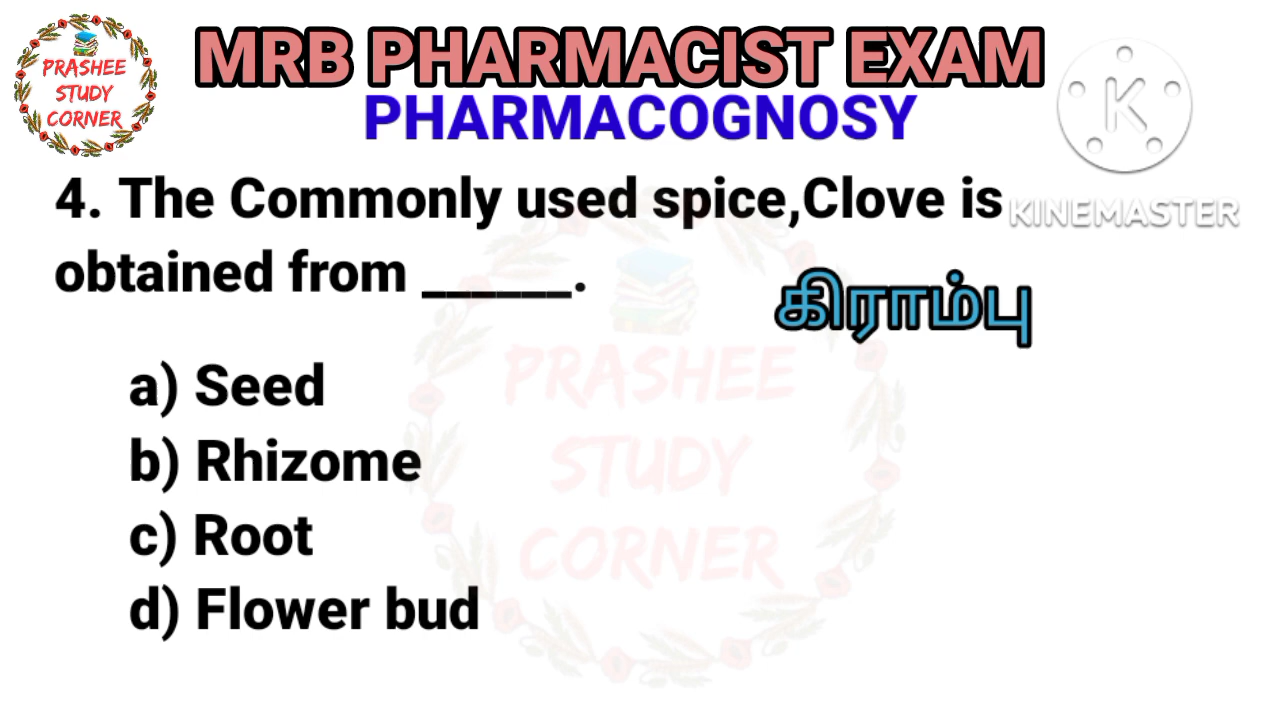 PRASHEE
STUDY
CORNER
MRB PHARMACIST EXAM
PHARMACOGNOSY
K
KINEMASTER
4. The Commonly used spice,Clove is
obtained from ______.
கிராம்பு
a) Seed
b) Rhizome
c) Root
d) Flower bud
PRASHEE
STUDY
CORNER